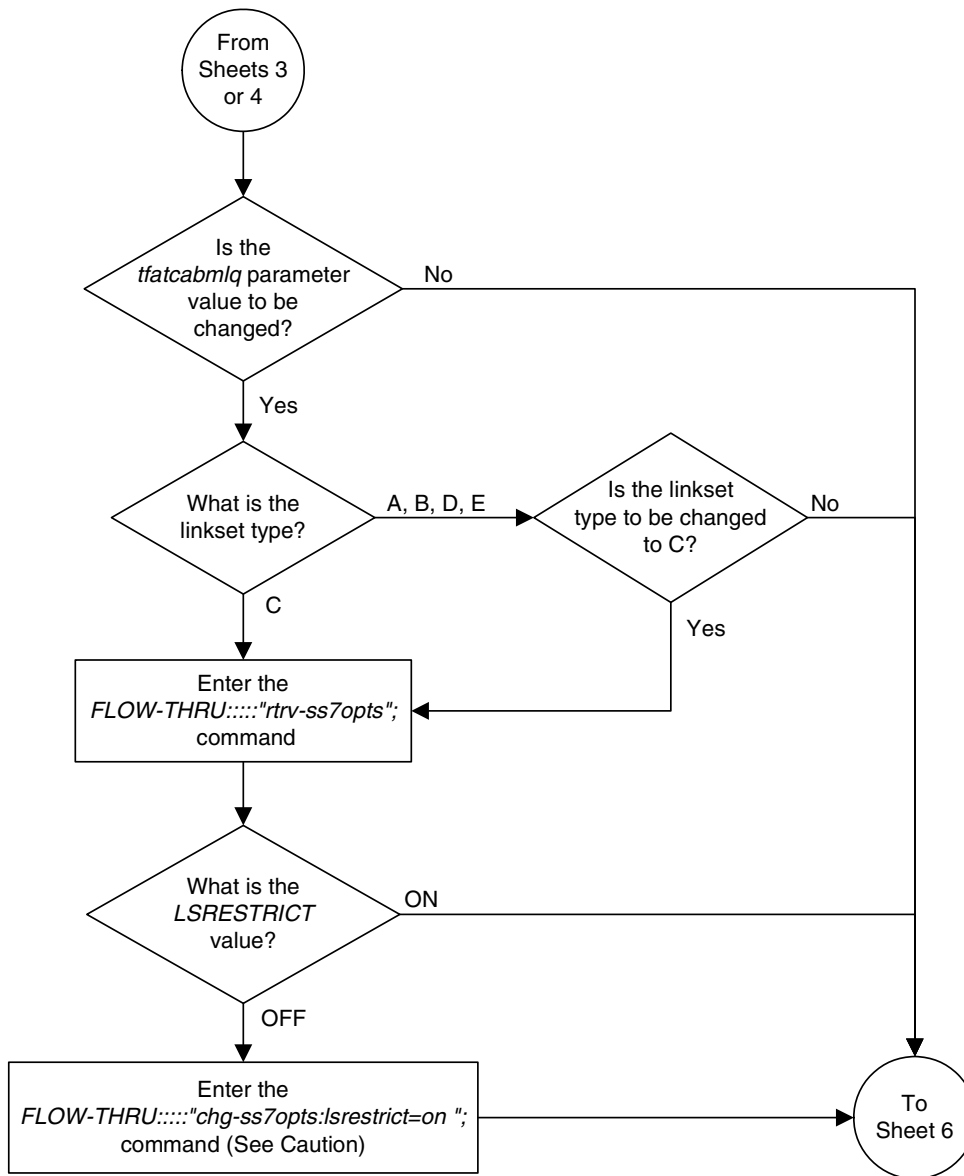 From
Sheets 3
or 4
Is the
tfatcabmlq parameter
value to be
changed?
No
Yes
What is the
linkset type?
A, B, D, E
Is the linkset
type to be changed
to C?
No
C
Yes
Enter the
FLOW-THRU:::::"rtrv-ss7opts";
command
What is the
LSRESTRICT
value?
ON
OFF
Enter the
FLOW-THRU:::::"chg-ss7opts:lsrestrict=on ";
command (See Caution)
To
Sheet 6